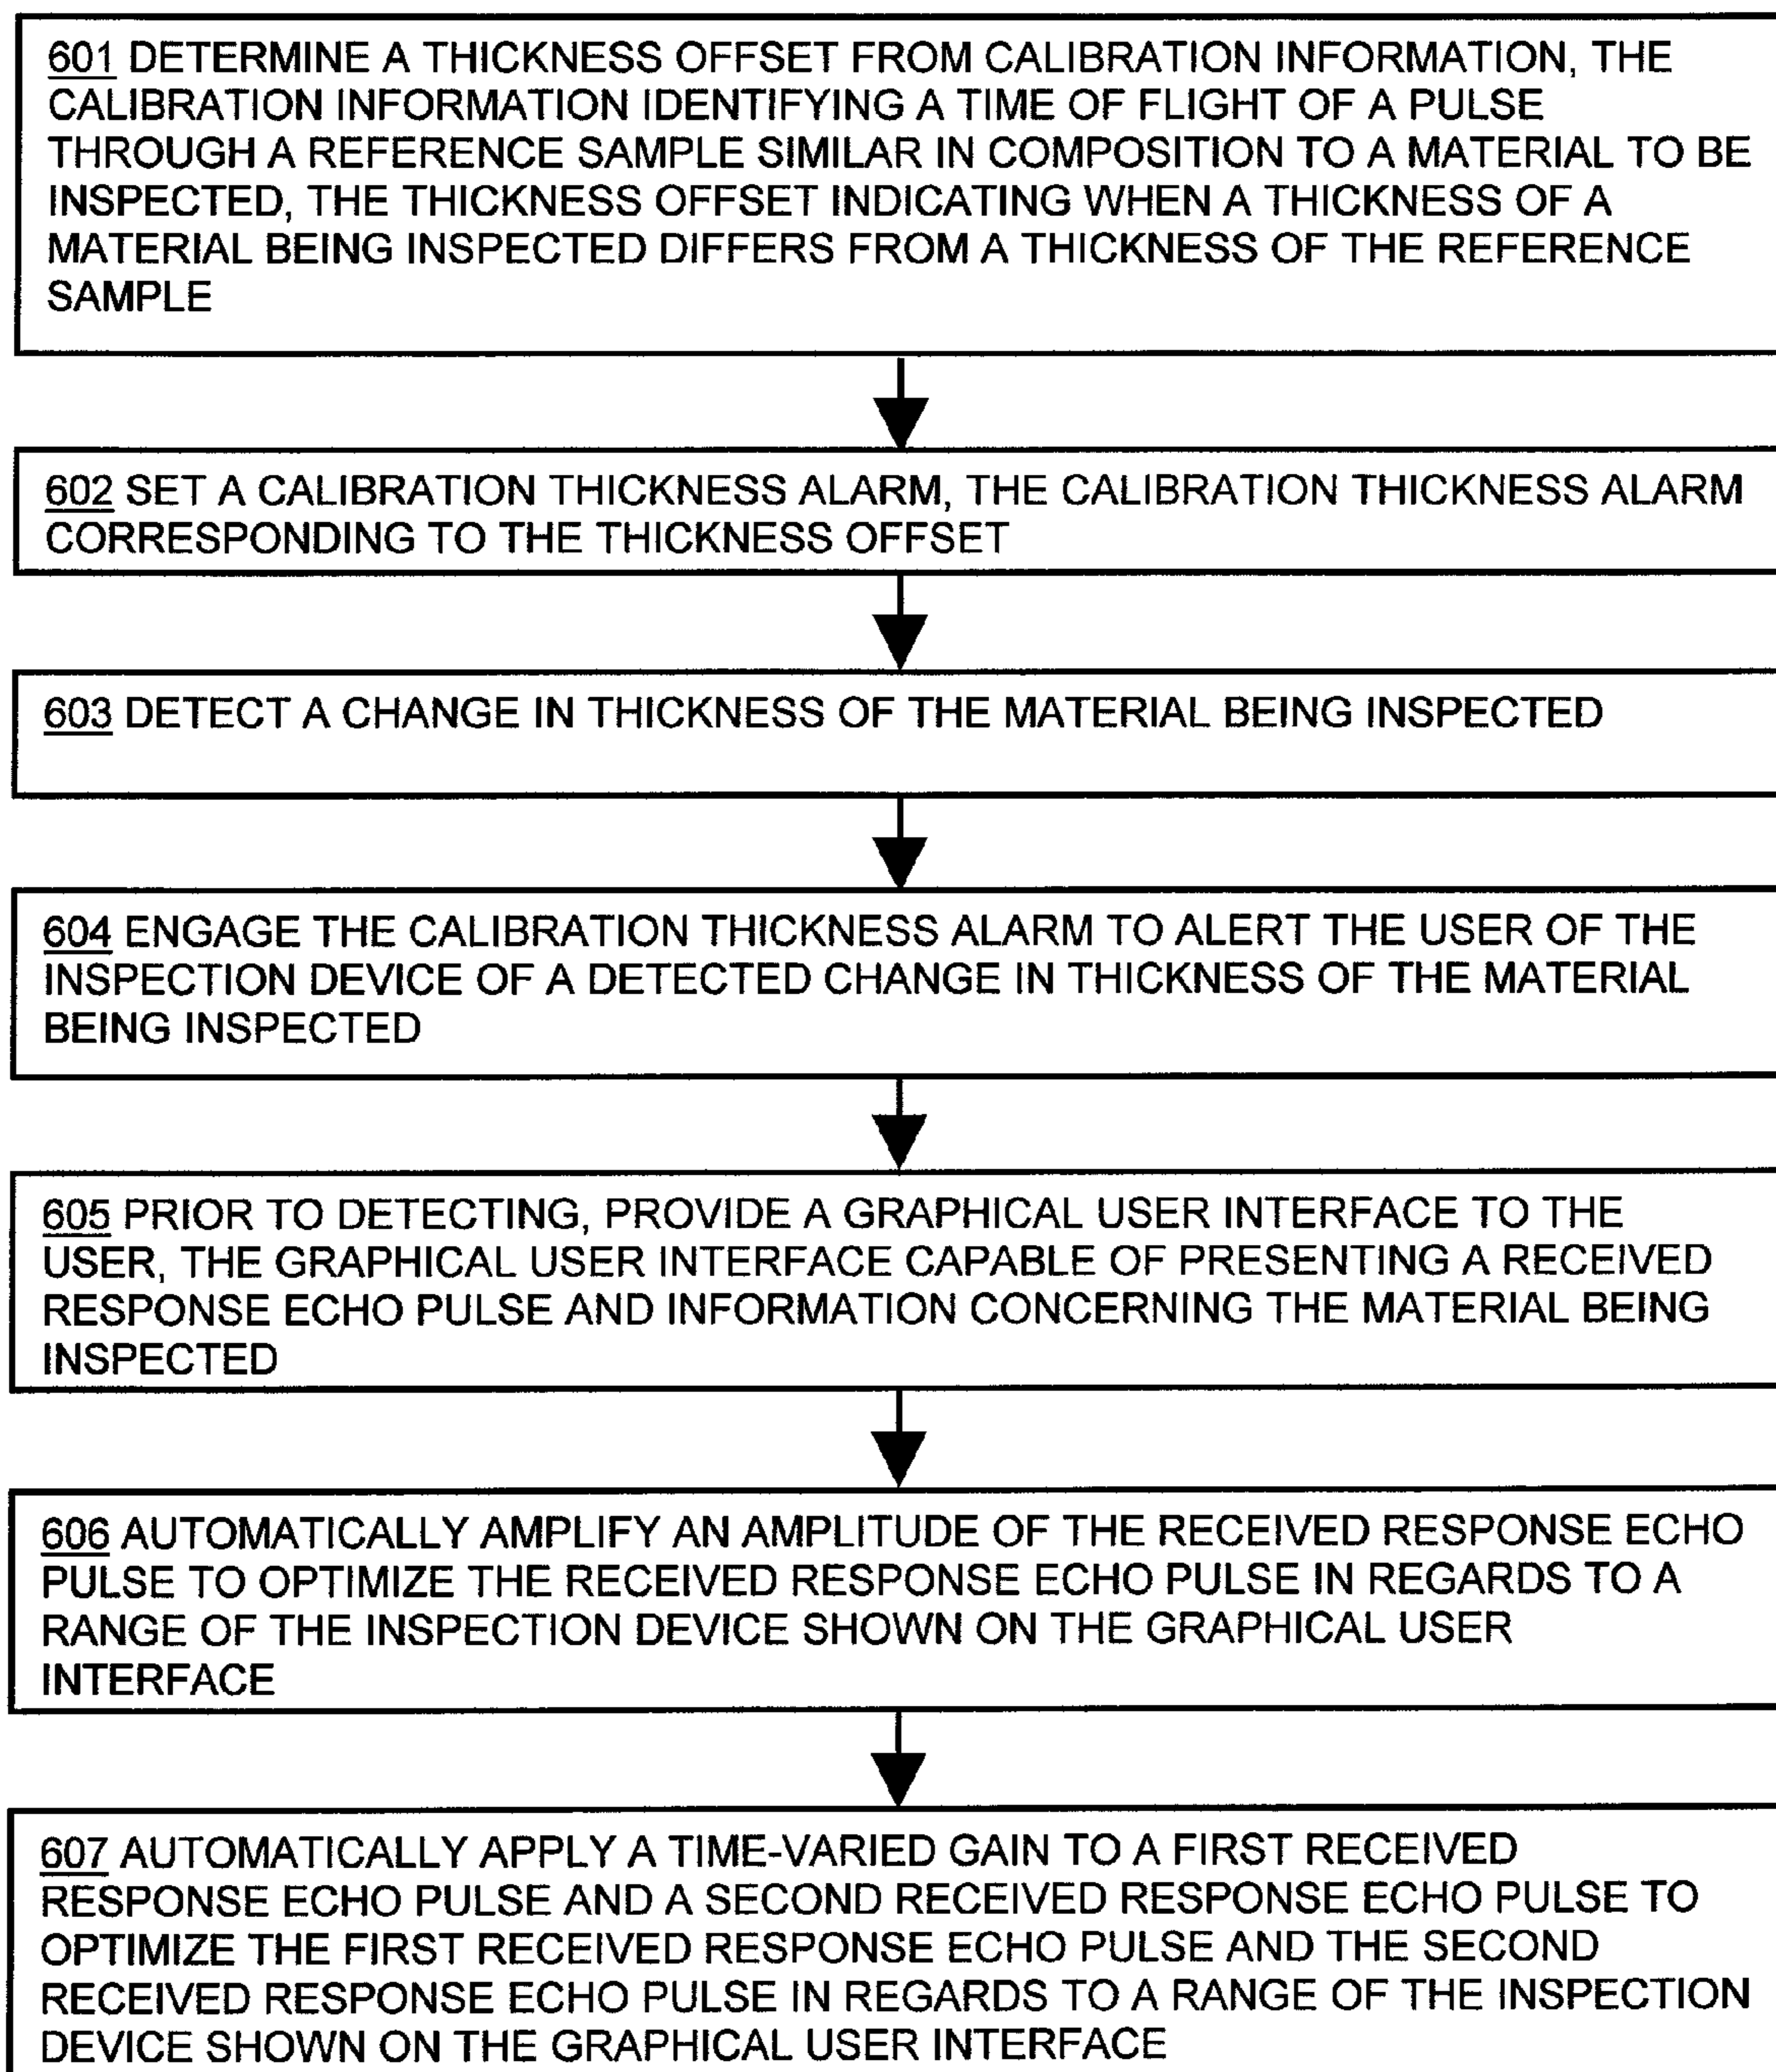 601 DETERMINE A THICKNESS OFFSET FROM CALIBRATION INFORMATION, THE
CALIBRATION INFORMATION IDENTIFYING A TIME OF FLIGHT OF A PULSE
THROUGH A REFERENCE SAMPLE SIMILAR IN COMPOSITION TO A MATERIAL TO BE
INSPECTED, THE THICKNESS OFFSET INDICATING WHEN A THICKNESS OF A
MATERIAL BEING INSPECTED DIFFERS FROM A THICKNESS OF THE REFERENCE
SAMPLE
602 SET A CALIBRATION THICKNESS ALARM, THE CALIBRATION THICKNESS ALARM
CORRESPONDING TO THE THICKNESS OFFSET
603 DETECT A CHANGE IN THICKNESS OF THE MATERIAL BEING INSPECTED
604 ENGAGE THE CALIBRATION THICKNESS ALARM TO ALERT THE USER OF THE
INSPECTION DEVICE OF A DETECTED CHANGE IN THICKNESS OF THE MATERIAL
BEING INSPECTED
605 PRIOR TO DETECTING, PROVIDE A GRAPHICAL USER INTERFACE TO THE
USER, THE GRAPHICAL USER INTERFACE CAPABLE OF PRESENTING A RECEIVED
RESPONSE ECHO PULSE AND INFORMATION CONCERNING THE MATERIAL BEING
INSPECTED
606 AUTOMATICALLY AMPLIFY AN AMPLITUDE OF THE RECEIVED RESPONSE ECHO
PULSE TO OPTIMIZE THE RECEIVED RESPONSE ECHO PULSE IN REGARDS TO A
RANGE OF THE INSPECTION DEVICE SHOWN ON THE GRAPHICAL USER
INTERFACE
607 AUTOMATICALLY APPLY A TIME-VARIED GAIN TO A FIRST RECEIVED
RESPONSE ECHO PULSE AND A SECOND RECEIVED RESPONSE ECHO PULSE TO
OPTIMIZE THE FIRST RECEIVED RESPONSE ECHO PULSE AND THE SECOND
RECEIVED RESPONSE ECHO PULSE IN REGARDS TO A RANGE OF THE INSPECTION
DEVICE SHOWN ON THE GRAPHICAL USER INTERFACE